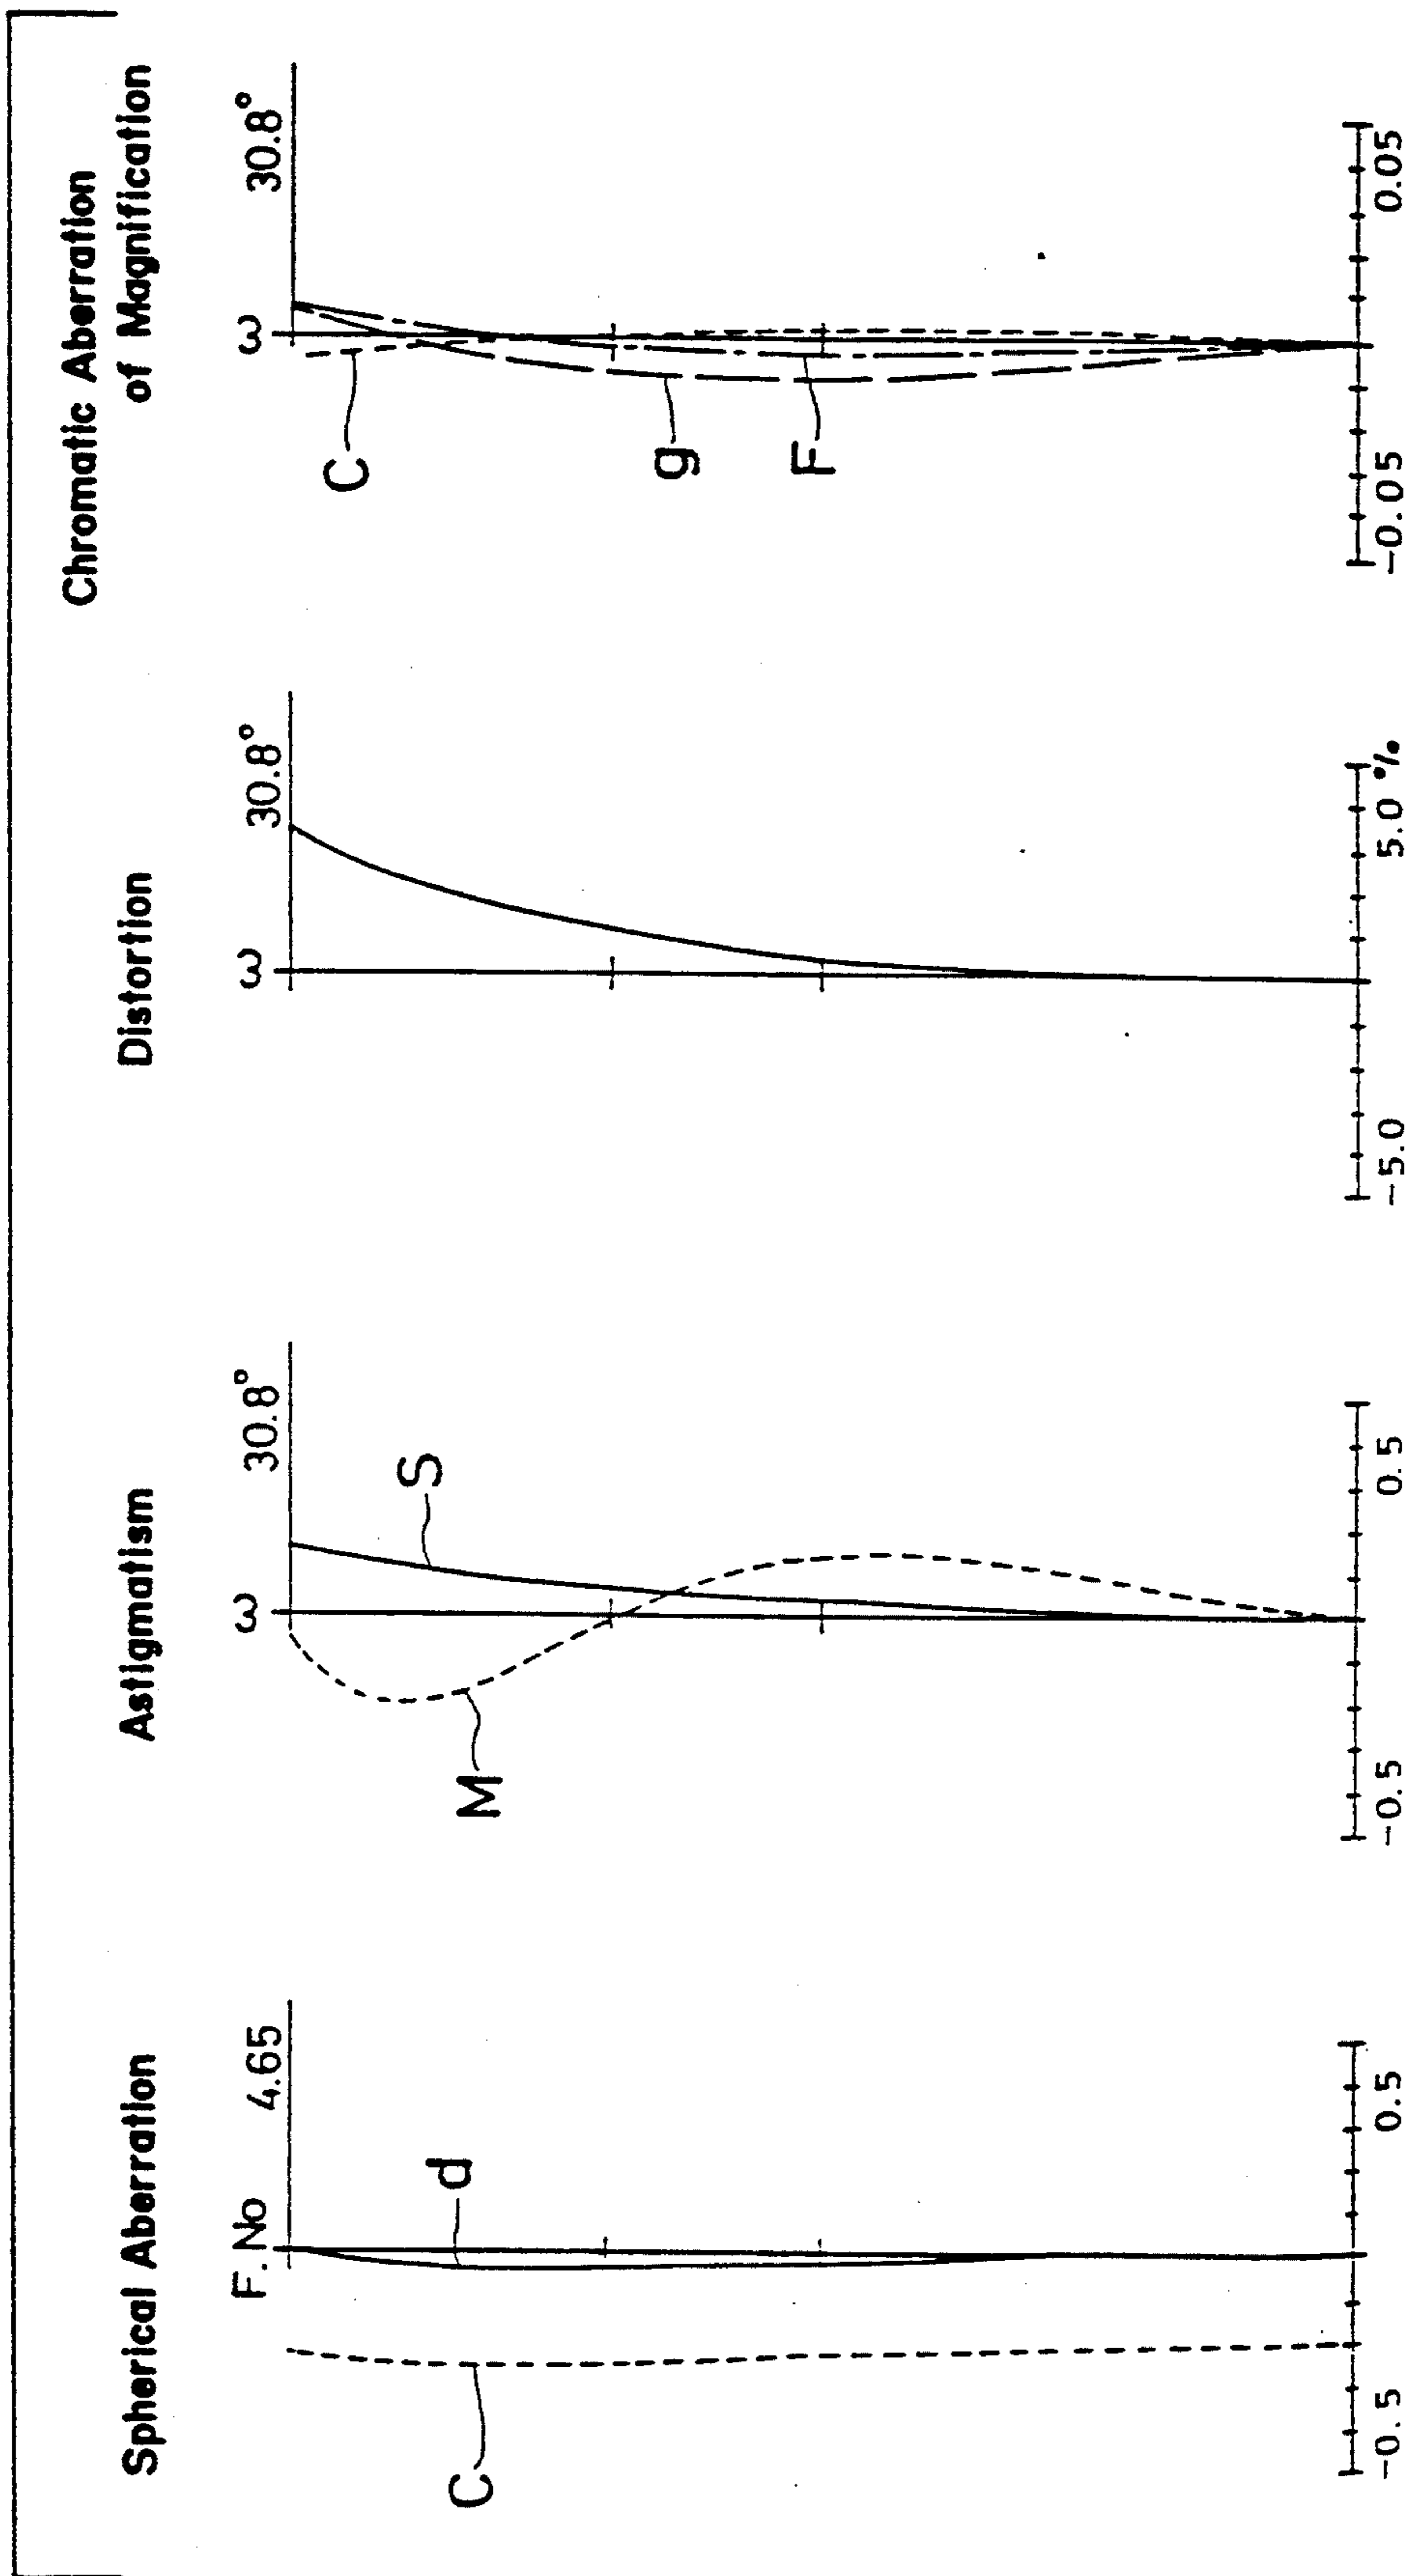 Spherical Aberration
F. No 4.65
d
C
-0.5 0.5
Astigmatism
ω 30.8°
S
M
-0.5 0.5
Distortion
ω 30.8°
-5.0 5.0 %
Chromatic Aberration
of Magnification
ω 30.8°
C
g
F
-0.05 0.05